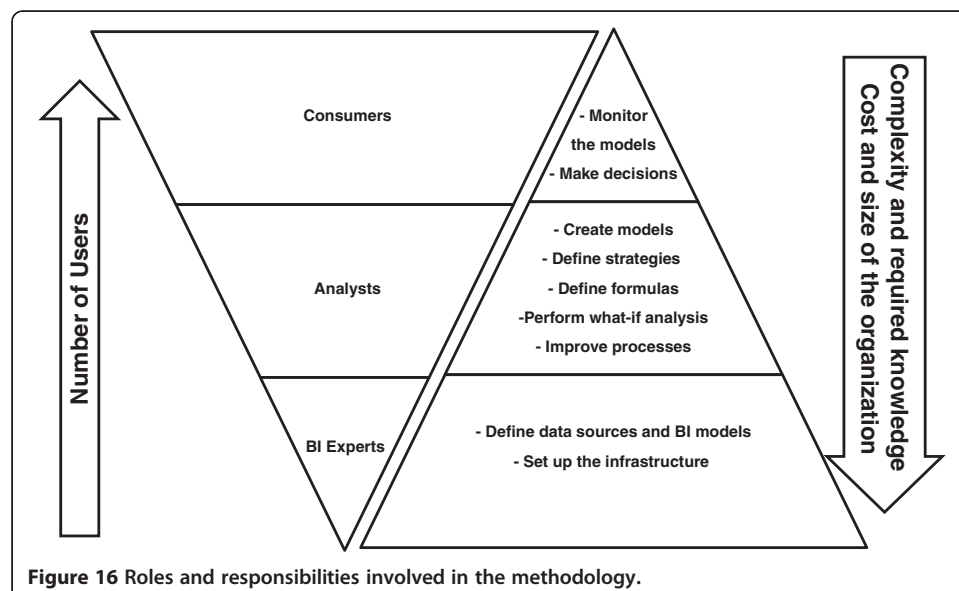 Number of Users
Consumers
Analysts
BI Experts
- Monitor
the models
- Make decisions
- Create models
- Define strategies
- Define formulas
-Perform what-if analysis
- Improve processes
- Define data sources and BI models
- Set up the infrastructure
Complexity and required knowledge
Cost and size of the organization
Figure 16 Roles and responsibilities involved in the methodology.